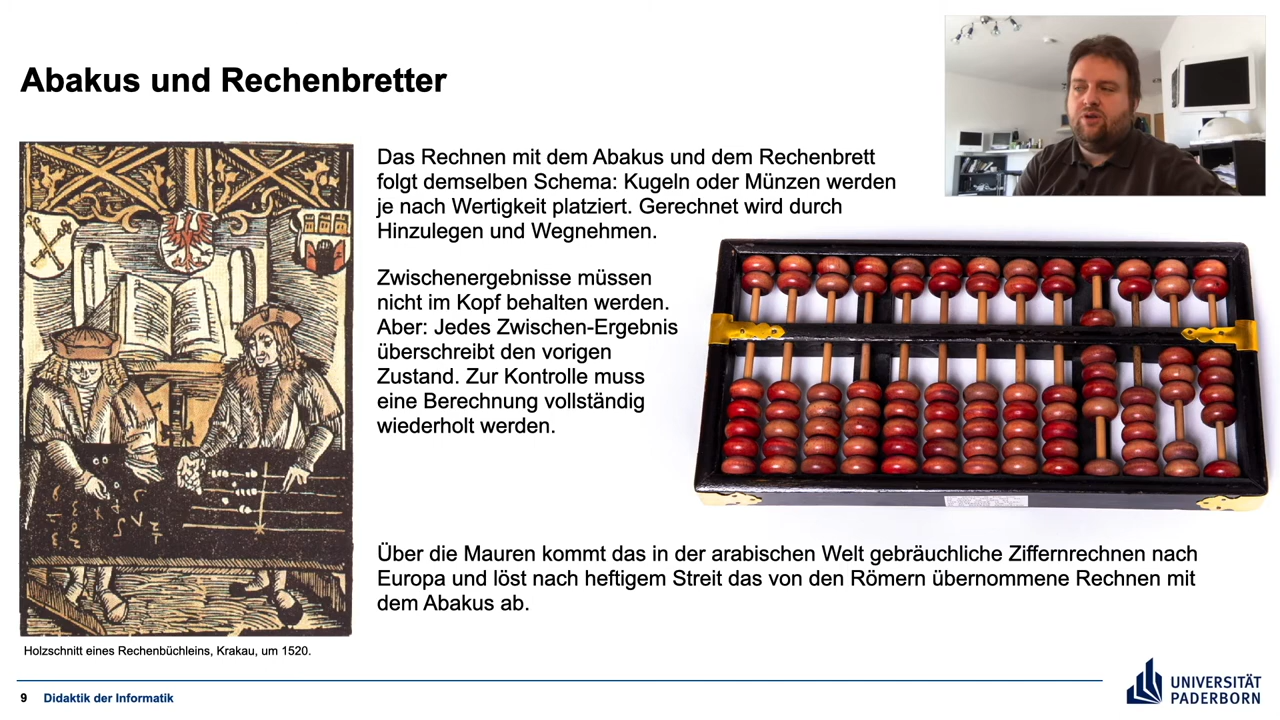 Abakus und Rechenbretter
Das Rechnen mit dem Abakus und dem Rechenbrett
folgt demselben Schema: Kugeln oder Münzen werden
je nach Wertigkeit platziert. Gerechnet wird durch
Hinzulegen und Wegnehmen.
Zwischenergebnisse müssen
nicht im Kopf behalten werden.
Aber: Jedes Zwischen-Ergebnis
überschreibt den vorigen
Zustand. Zur Kontrolle muss
eine Berechnung vollständig
wiederholt werden.
Über die Mauren kommt das in der arabischen Welt gebräuchliche Ziffernrechnen nach
Europa und löst nach heftigem Streit das von den Römern übernommene Rechnen mit
dem Abakus ab.
Holzschnitt eines Rechenbüchleins, Krakau, um 1520.
9 Didaktik der Informatik
UNIVERSITÄT
PADERBORN